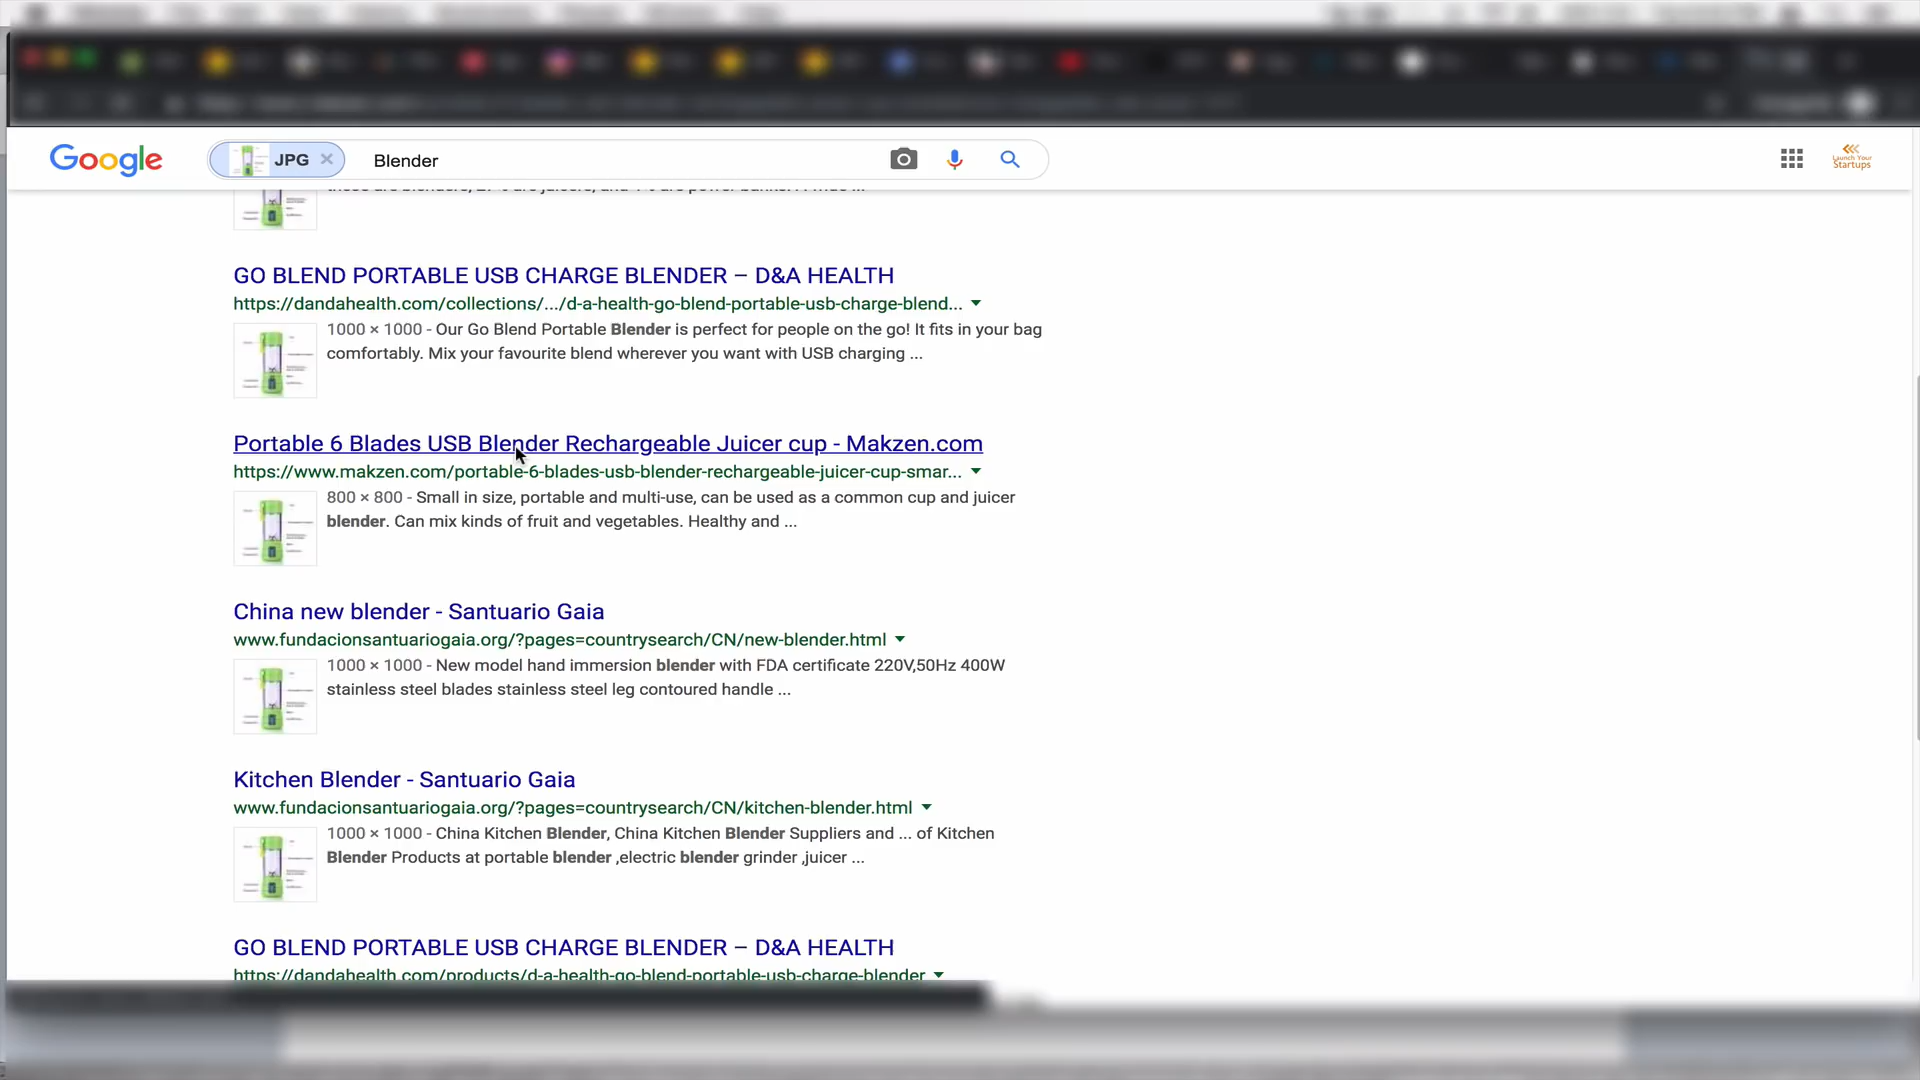 Google
JPG
Blender
Launch Your
Startups
GO BLEND PORTABLE USB CHARGE BLENDER – D&A HEALTH
https://dandahealth.com/collections/.../d-a-health-go-blend-portable-usb-charge-blend...
1000 × 1000 - Our Go Blend Portable Blender is perfect for people on the go! It fits in your bag
comfortably. Mix your favourite blend wherever you want with USB charging ...
Portable 6 Blades USB Blender Rechargeable Juicer cup - Makzen.com
https://www.makzen.com/portable-6-blades-usb-blender-rechargeable-juicer-cup-smar...
800 × 800 - Small in size, portable and multi-use, can be used as a common cup and juicer
blender. Can mix kinds of fruit and vegetables. Healthy and ...
China new blender - Santuario Gaia
www.fundacionsantuariogaia.org/?pages=countrysearch/CN/new-blender.html
1000 × 1000 - New model hand immersion blender with FDA certificate 220V,50Hz 400W
stainless steel blades stainless steel leg contoured handle ...
Kitchen Blender - Santuario Gaia
www.fundacionsantuariogaia.org/?pages=countrysearch/CN/kitchen-blender.html
1000 × 1000 - China Kitchen Blender, China Kitchen Blender Suppliers and ... of Kitchen
Blender Products at portable blender ,electric blender grinder ,juicer ...
GO BLEND PORTABLE USB CHARGE BLENDER – D&A HEALTH
https://dandahealth.com/products/d-a-health-go-blend-portable-usb-charge-blender